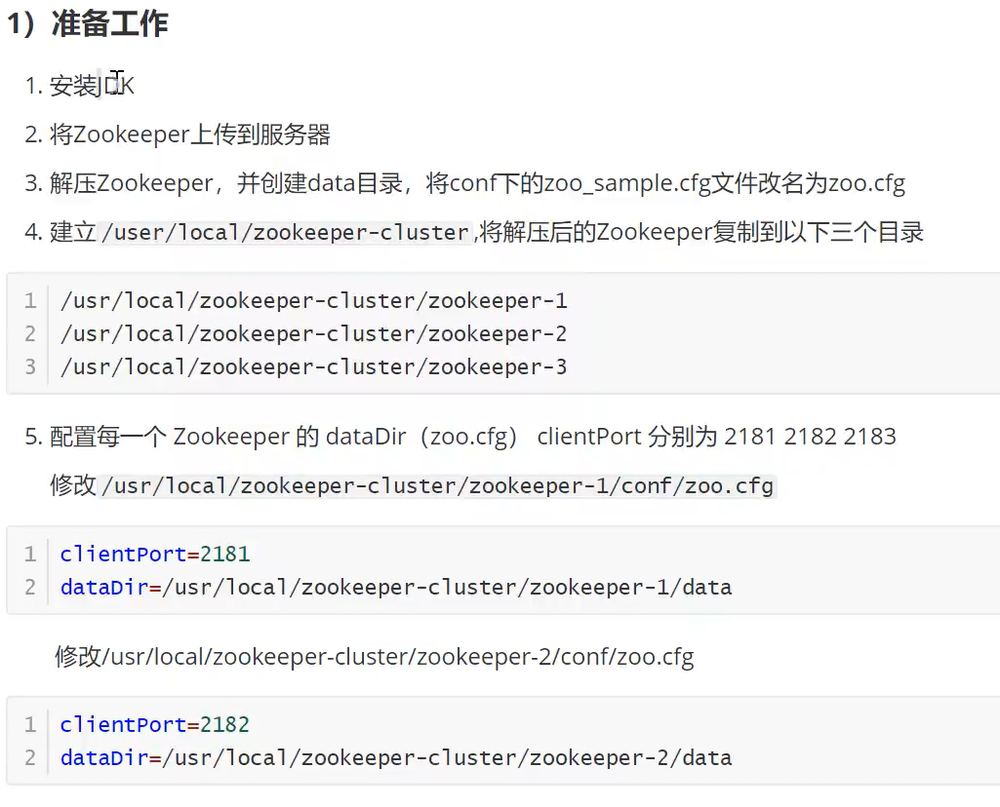 1）准备工作
1. 安装JDK
2. 将Zookeeper上传到服务器
3. 解压Zookeeper，并创建data目录，将conf下的zoo_sample.cfg文件改名为zoo.cfg
4. 建立/user/local/zookeeper-cluster,将解压后的Zookeeper复制到以下三个目录
1 /usr/local/zookeeper-cluster/zookeeper-1
2 /usr/local/zookeeper-cluster/zookeeper-2
3 /usr/local/zookeeper-cluster/zookeeper-3
5. 配置每一个 Zookeeper 的 dataDir（zoo.cfg） clientPort 分别为 2181 2182 2183
修改/usr/local/zookeeper-cluster/zookeeper-1/conf/zoo.cfg
1 clientPort=2181
2 dataDir=/usr/local/zookeeper-cluster/zookeeper-1/data
修改/usr/local/zookeeper-cluster/zookeeper-2/conf/zoo.cfg
1 clientPort=2182
2 dataDir=/usr/local/zookeeper-cluster/zookeeper-2/data